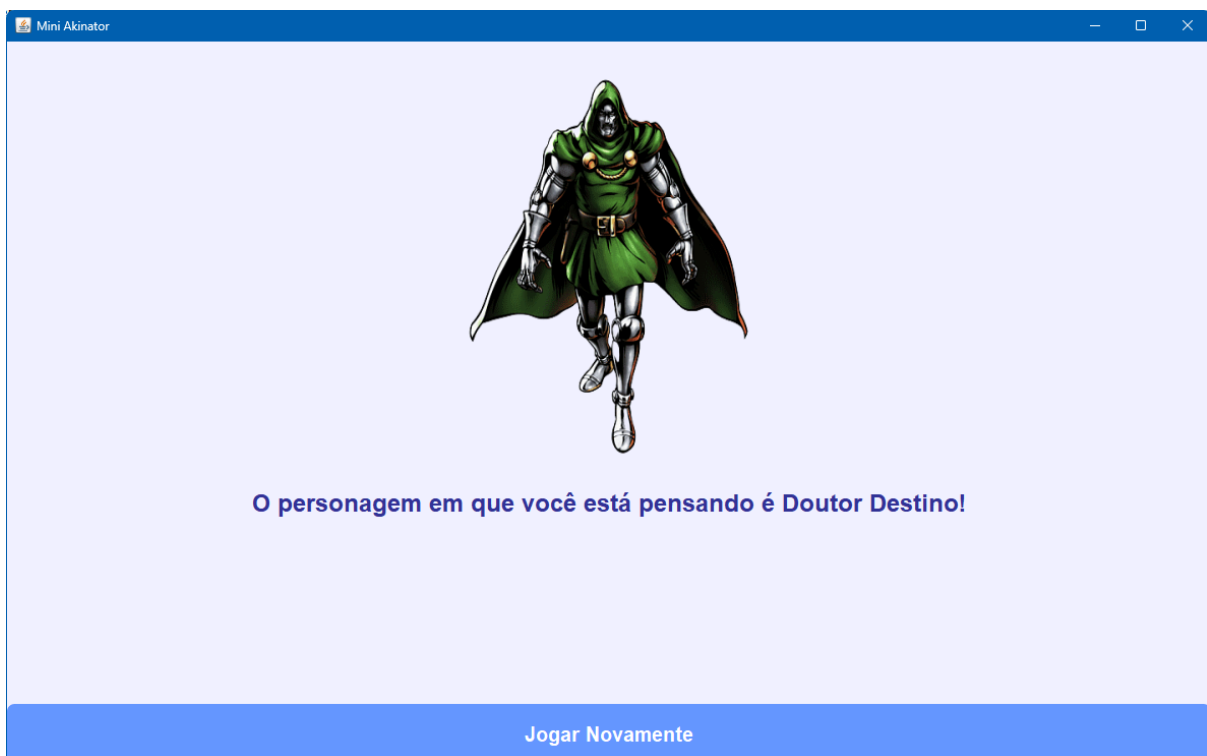 Mini Akinator
O personagem em que você está pensando é Doutor Destino!
Jogar Novamente